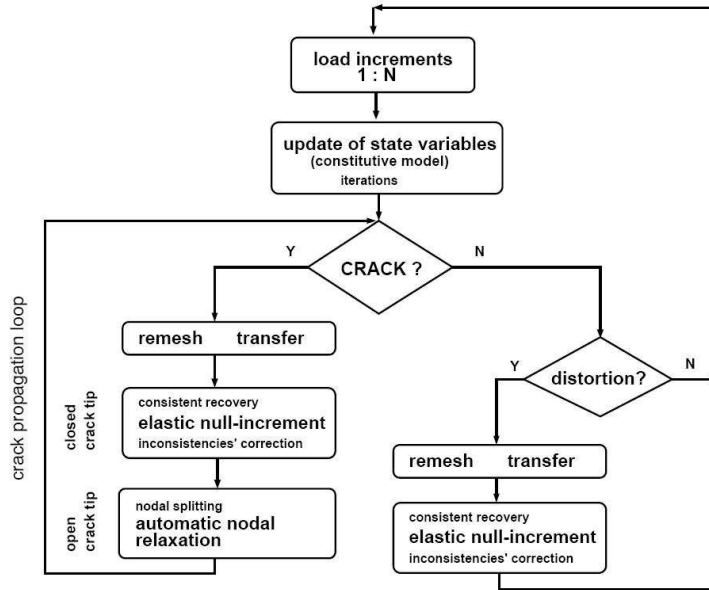 load increments
1 : N
update of state variables
(constitutive model)
iterations
Y
CRACK ?
N
crack propagation loop
remesh transfer
closed
crack tip
consistent recovery
elastic null-increment
inconsistencies' correction
open
crack tip
nodal splitting
automatic nodal
relaxation
Y
distortion?
N
remesh transfer
consistent recovery
elastic null-increment
inconsistencies' correction